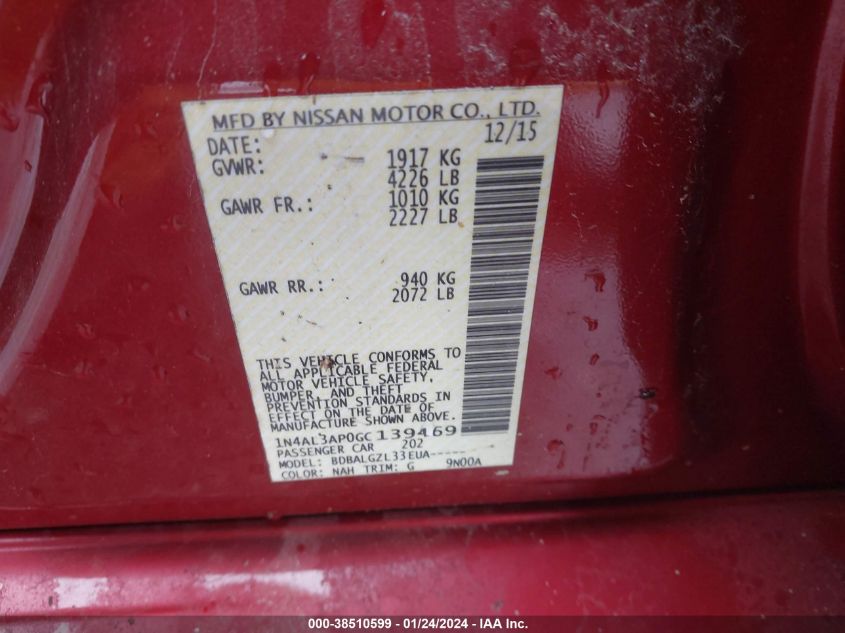 MFD BY NISSAN MOTOR CO., LTD.
DATE: 12/15
GVWR: 1917 KG
4226 LB
GAWR FR.: 1010 KG
2227 LB
GAWR RR.: 940 KG
2072 LB
THIS VEHICLE CONFORMS TO
ALL APPLICABLE FEDERAL
MOTOR VEHICLE SAFETY,
BUMPER, AND THEFT
PREVENTION STANDARDS IN
EFFECT ON THE DATE OF
MANUFACTURE SHOWN ABOVE.
1N4AL3AP0GC139469
PASSENGER CAR 202
MODEL: BDBALGZL33EUA-----
COLOR: NAH TRIM: G 9N00A
000-38510599 - 01/24/2024 - IAA Inc.